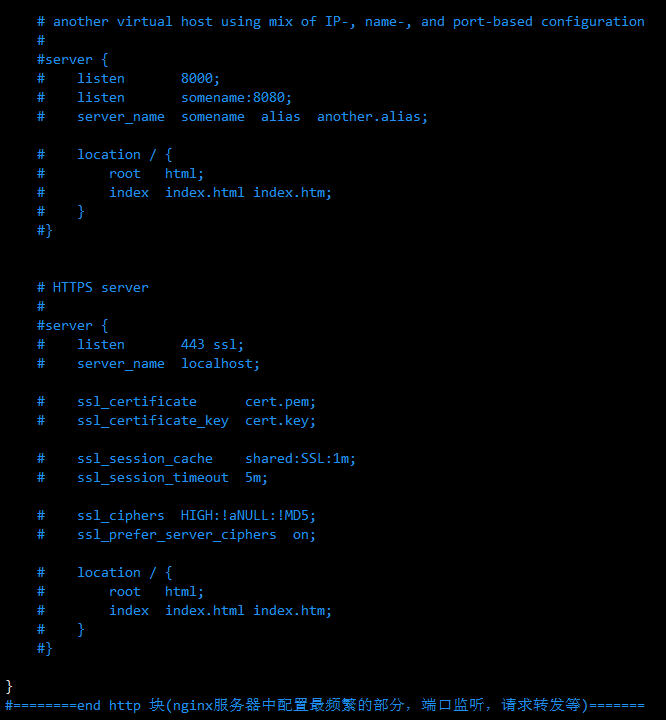 # another virtual host using mix of IP-, name-, and port-based configuration
#
#server {
#    listen       8000;
#    listen       somename:8080;
#    server_name  somename  alias  another.alias;
#    location / {
#        root   html;
#        index  index.html index.htm;
#    }
#}
# HTTPS server
#
#server {
#    listen       443 ssl;
#    server_name  localhost;
#    ssl_certificate      cert.pem;
#    ssl_certificate_key  cert.key;
#    ssl_session_cache    shared:SSL:1m;
#    ssl_session_timeout  5m;
#    ssl_ciphers  HIGH:!aNULL:!MD5;
#    ssl_prefer_server_ciphers  on;
#    location / {
#        root   html;
#        index  index.html index.htm;
#    }
#}
}
#========end http 块(nginx服务器中配置最频繁的部分，端口监听，请求转发等)=======